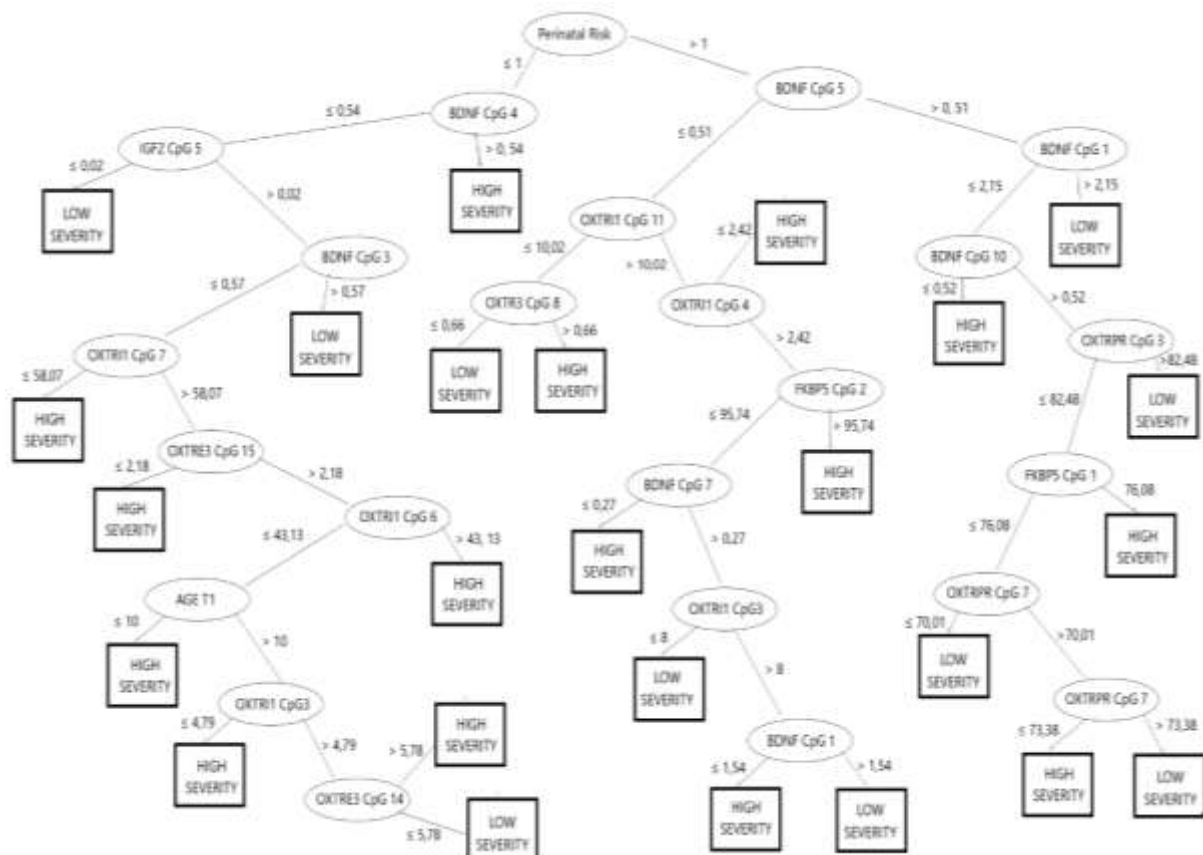 Perinatal Risk
≤ 1
> 1
BDNF CpG 4
BDNF CpG 5
≤ 0,54
> 0, 54
≤ 0,51
> 0, 51
IGF2 CpG 5
HIGH
SEVERITY
BDNF CpG 1
≤ 0,02
> 0,02
≤ 2,15
> 2,15
LOW
SEVERITY
OXTRI1 CpG 11
≤ 2,42
HIGH
SEVERITY
LOW
SEVERITY
BDNF CpG 3
≤ 10,02
> 10,02
BDNF CpG 10
≤ 0,57
> 0,57
OXTR3 CpG 8
OXTRI1 CpG 4
≤ 0,52
> 0,52
LOW
SEVERITY
≤ 0,66
> 0,66
> 2,42
HIGH
SEVERITY
OXTRPR CpG 3
OXTRI1 CpG 7
LOW
SEVERITY
HIGH
SEVERITY
>82,48
≤ 58,07
> 58,07
FKBP5 CpG 2
≤ 82,48
LOW
SEVERITY
HIGH
SEVERITY
≤ 95,74
> 95,74
OXTRE3 CpG 15
HIGH
SEVERITY
FKBP5 CpG 1
≤ 2,18
> 2,18
BDNF CpG 7
76,08
HIGH
SEVERITY
≤ 0,27
> 0,27
≤ 76,08
HIGH
SEVERITY
OXTRI1 CpG 6
HIGH
SEVERITY
≤ 43,13
> 43, 13
OXTRPR CpG 7
AGE T1
HIGH
SEVERITY
OXTRI1 CpG3
≤ 70,01
>70,01
≤ 10
> 10
≤ 8
> 8
LOW
SEVERITY
HIGH
SEVERITY
LOW
SEVERITY
OXTRPR CpG 7
OXTRI1 CpG3
HIGH
SEVERITY
≤ 73,38
> 73,38
≤ 4,79
> 4,79
> 5,78
BDNF CpG 1
HIGH
SEVERITY
≤ 1,54
> 1,54
HIGH
SEVERITY
LOW
SEVERITY
OXTRE3 CpG 14
HIGH
SEVERITY
LOW
SEVERITY
≤ 5,78
LOW
SEVERITY